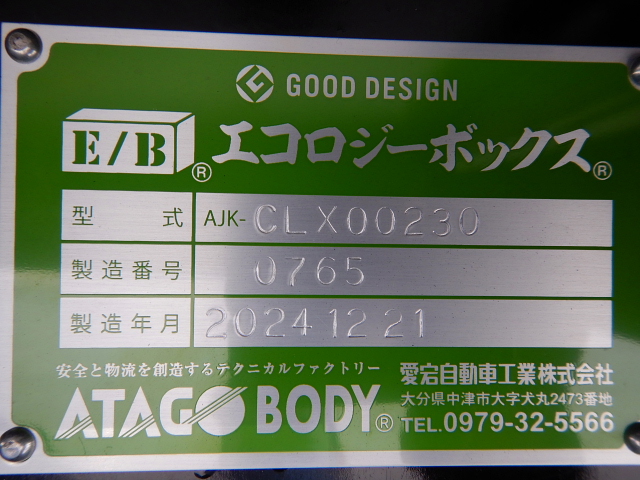 GOOD DESIGN
E/B® エコロジーボックス®
型式 AJK-CLX00230
製造番号 0765
製造年月 2024 12 21
安全と物流を創造するテクニカルファクトリー
ATAGO BODY®
愛宕自動車工業株式会社
大分県中津市大字犬丸2473番地
TEL.0979-32-5566